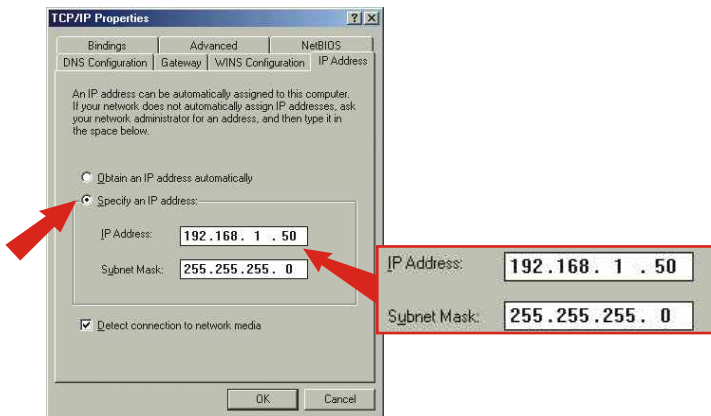 TCP/IP Properties
Bindings
Advanced
NetBIOS
DNS Configuration
Gateway
WINS Configuration
IP Address
An IP address can be automatically assigned to this computer.
If your network does not automatically assign IP addresses, ask
your network administrator for an address, and then type it in
the space below.
Obtain an IP address automatically
Specify an IP address:
IP Address: 192.168. 1 .50
Subnet Mask: 255.255.255. 0
Detect connection to network media
OK
Cancel
IP Address: 192.168. 1 .50
Subnet Mask: 255.255.255. 0